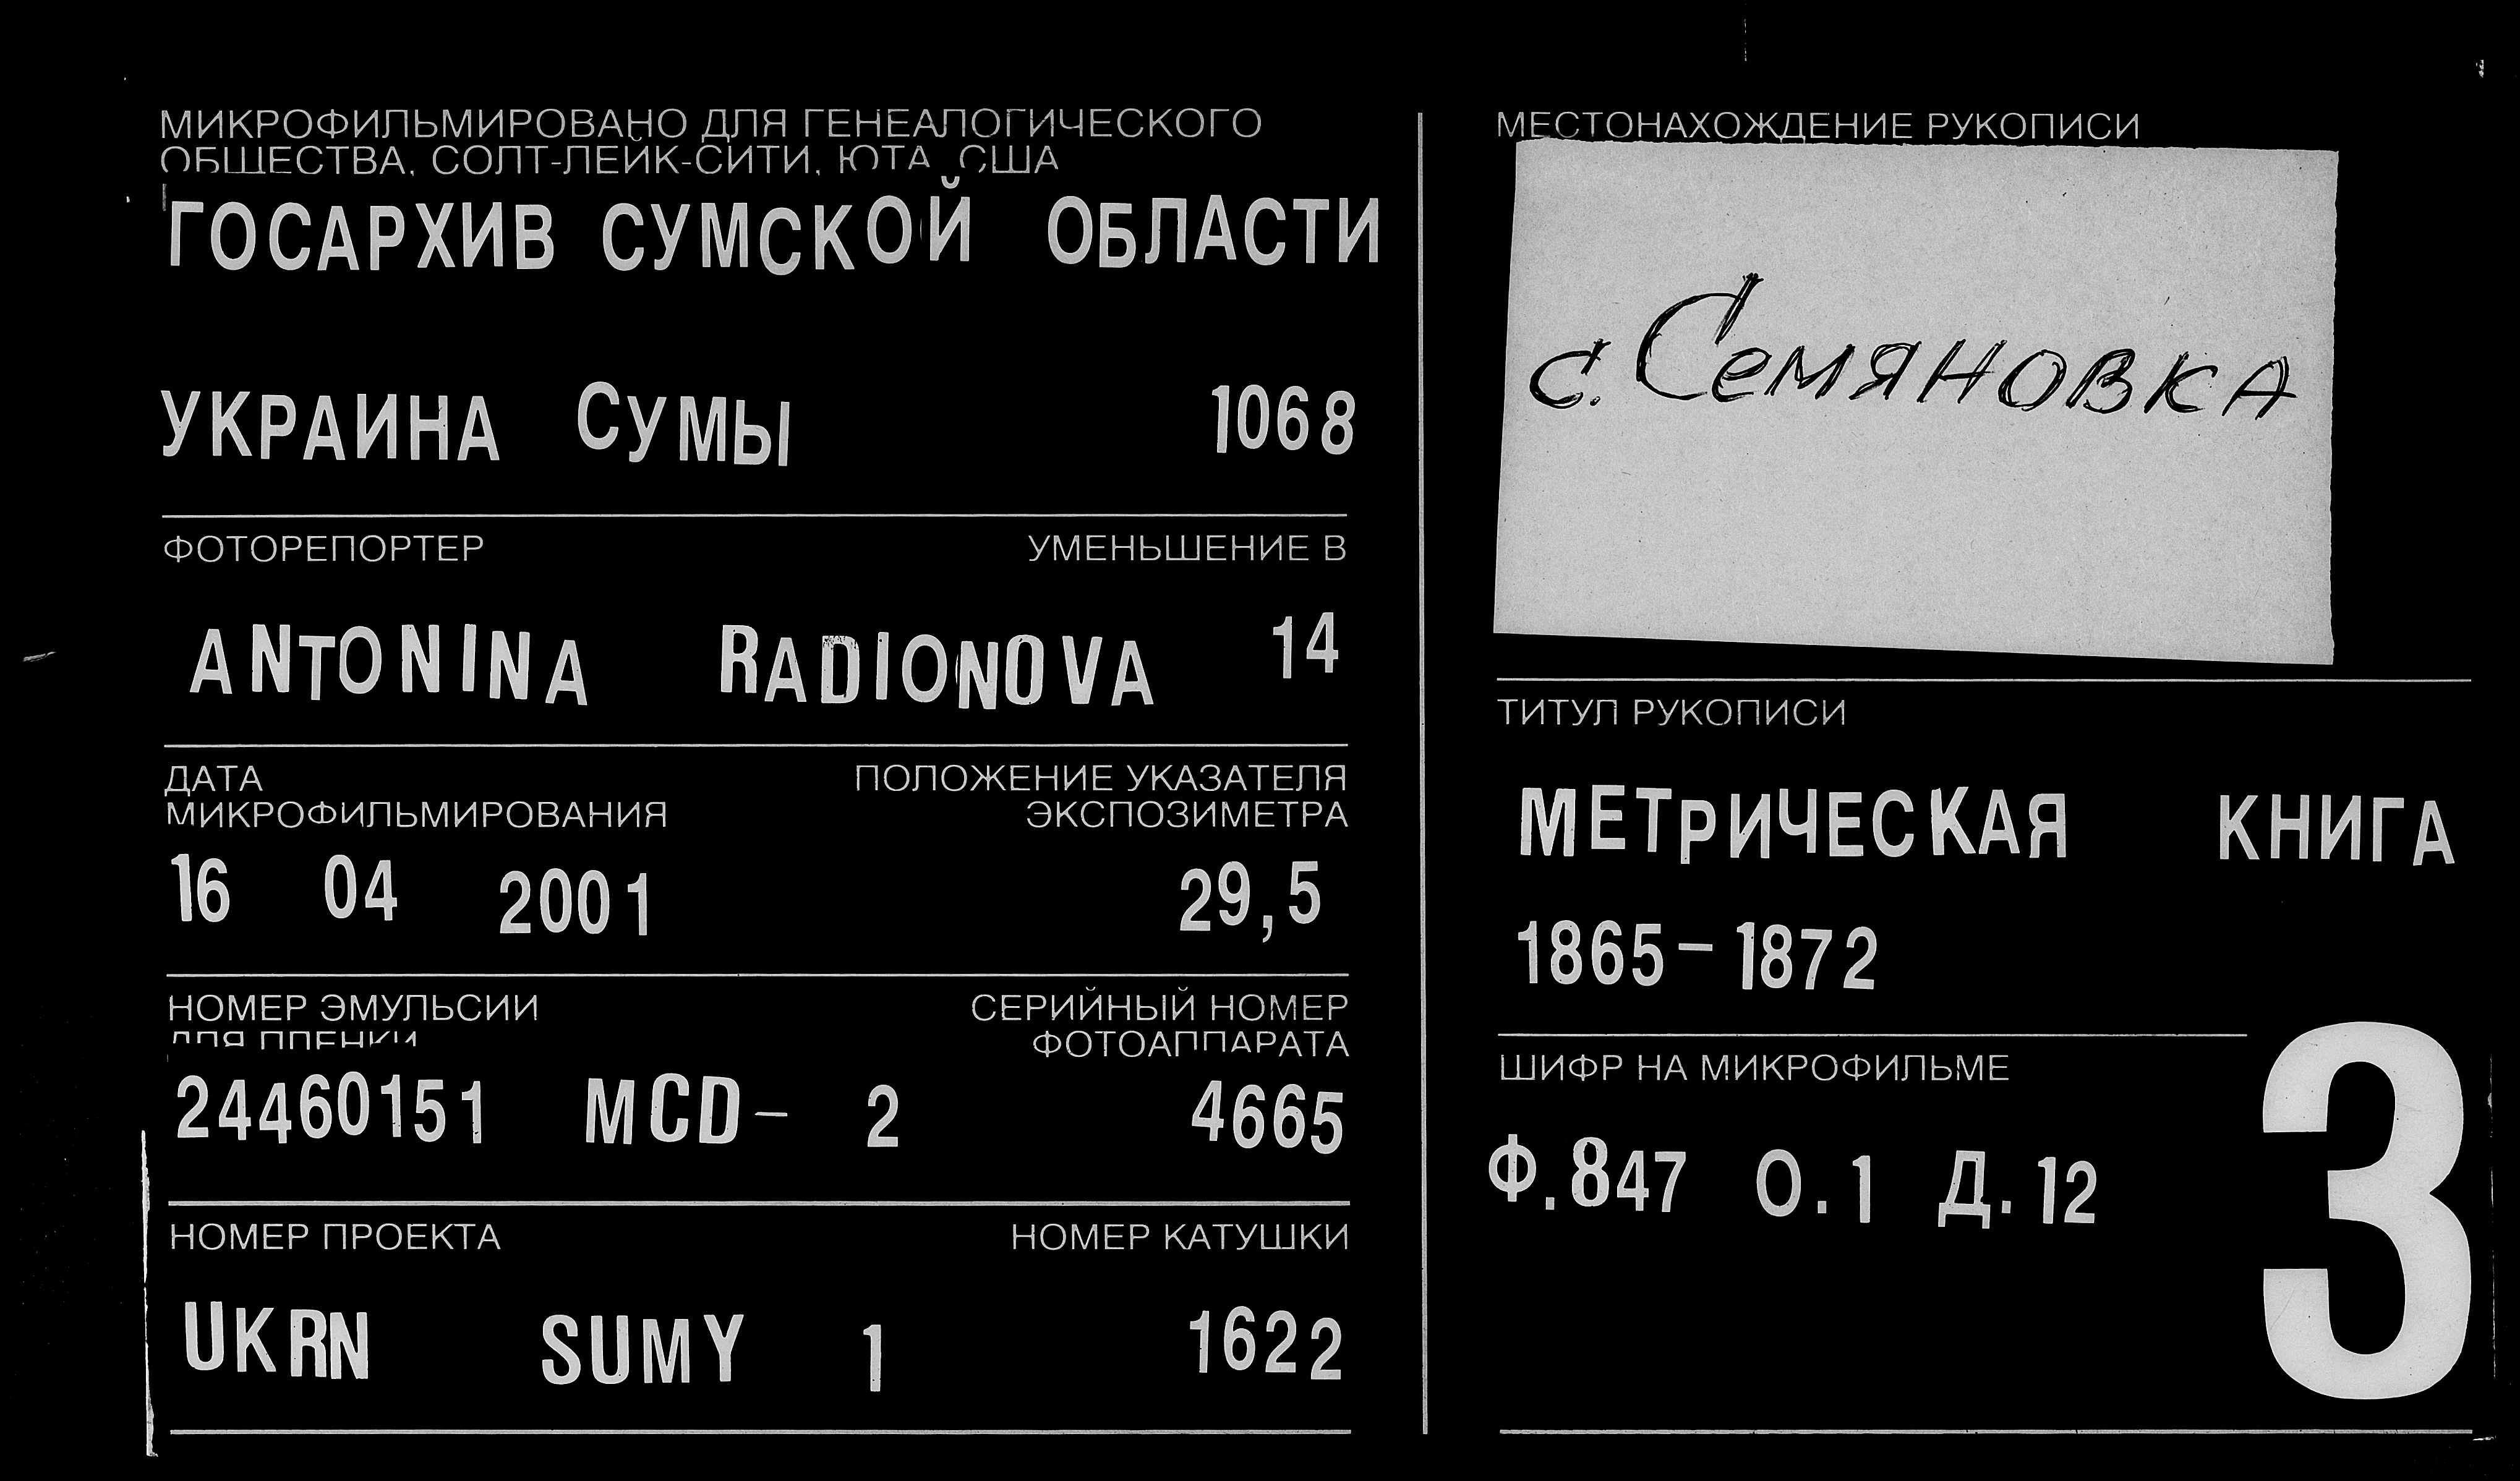 МИКРОФИЛЬМИРОВАНО ДЛЯ ГЕНЕАЛОГИЧЕСКОГО
ОБЩЕСТВА, СОЛТ-ЛЕЙК-СИТИ, ЮТА, США
ГОСАРХИВ СУМСКОЙ ОБЛАСТИ
УКРАИНА СУМЫ 1068
ФОТОРЕПОРТЕР УМЕНЬШЕНИЕ В
ANTONINA RADIONOVA 14
ДАТА ПОЛОЖЕНИЕ УКАЗАТЕЛЯ
МИКРОФИЛЬМИРОВАНИЯ ЭКСПОЗИМЕТРА
16 04 2001 29,5
НОМЕР ЭМУЛЬСИИ СЕРИЙНЫЙ НОМЕР
ДЛЯ ПЛЕНКИ ФОТОАППАРАТА
24460151 MCD- 2 4665
НОМЕР ПРОЕКТА НОМЕР КАТУШКИ
UKRN SUMY 1 1622
МЕСТОНАХОЖДЕНИЕ РУКОПИСИ
с. Семяновка
ТИТУЛ РУКОПИСИ
МЕТРИЧЕСКАЯ КНИГА
1865-1872
ШИФР НА МИКРОФИЛЬМЕ
Ф.847 О.1 Д.12
3